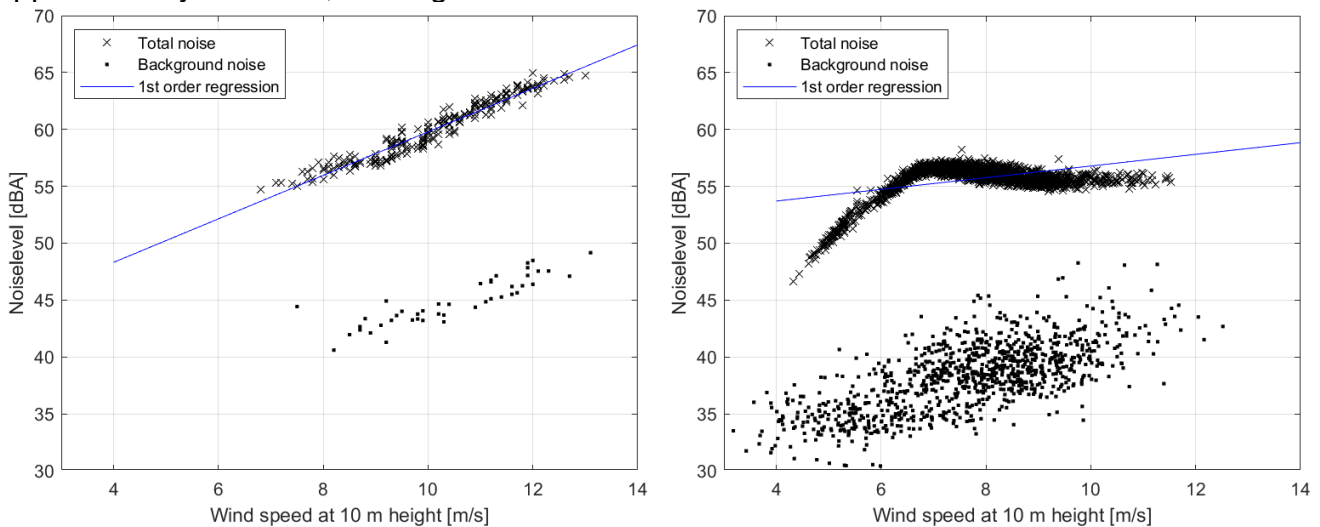 70
65
60
55
50
45
40
35
30
Noiselevel [dBA]
Total noise
Background noise
1st order regression
4 6 8 10 12 14
Wind speed at 10 m height [m/s]
70
65
60
55
50
45
40
35
30
Noiselevel [dBA]
Total noise
Background noise
1st order regression
4 6 8 10 12 14
Wind speed at 10 m height [m/s]